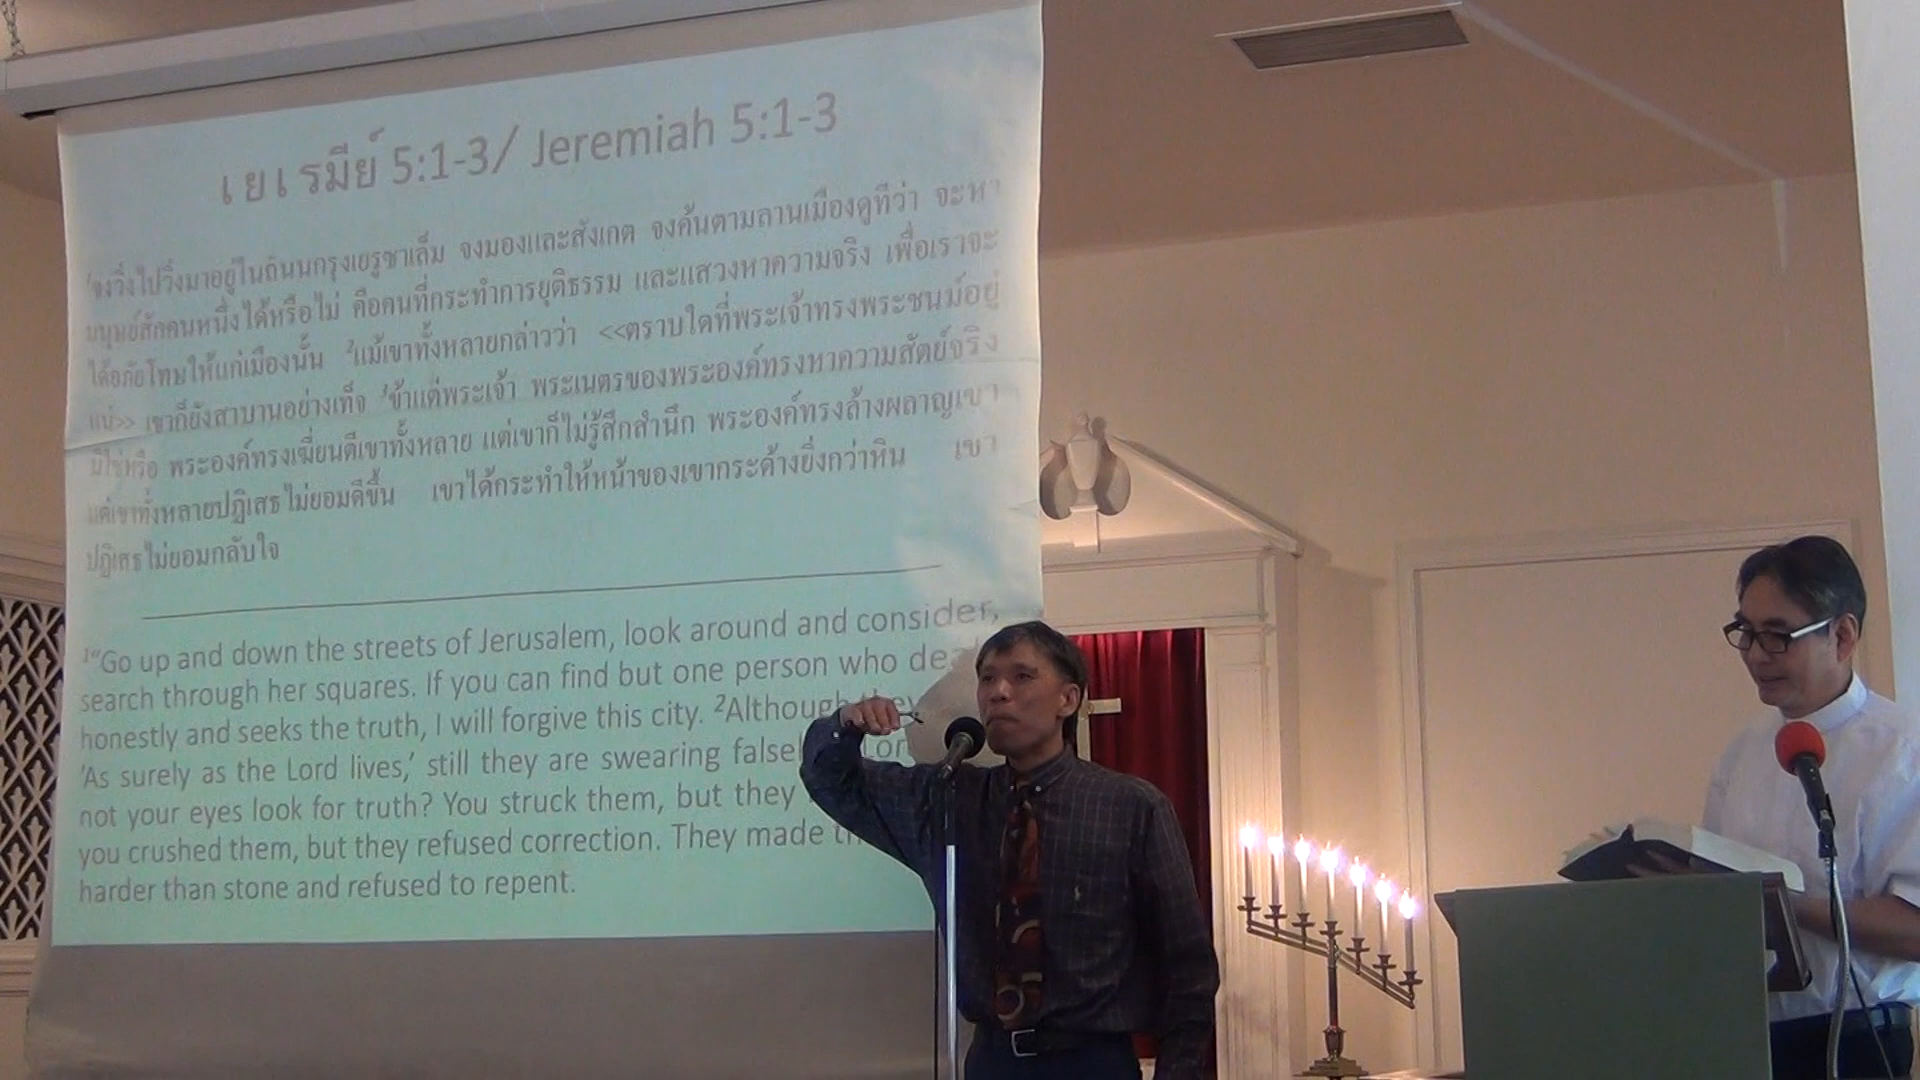 เยเรมีย์ 5:1-3/ Jeremiah 5:1-3
¹จงวิ่งไปวิ่งมาอยู่ในถนนกรุงเยรูซาเล็ม จงมองและสังเกต จงค้นตามลานเมืองดูทีว่า จะหา
มนุษย์สักคนหนึ่งได้หรือไม่ คือคนที่กระทำการยุติธรรม และแสวงหาความจริง เพื่อเราจะ
ได้อภัยโทษให้แก่เมืองนั้น ²แม้เขาทั้งหลายกล่าวว่า <<ตราบใดที่พระเจ้าทรงพระชนม์อยู่
แน่>> เขาก็ยังสาบานอย่างเท็จ ³ข้าแต่พระเจ้า พระเนตรของพระองค์ทรงหาความสัตย์จริง
มิใช่หรือ พระองค์ทรงเฆี่ยนตีเขาทั้งหลาย แต่เขาก็ไม่รู้สึกสำนึก พระองค์ทรงล้างผลาญเขา
แต่เขาทั้งหลายปฏิเสธไม่ยอมดีขึ้น เขาได้กระทำให้หน้าของเขากระด้างยิ่งกว่าหิน เขา
ปฏิเสธไม่ยอมกลับใจ
¹“Go up and down the streets of Jerusalem, look around and consider,
search through her squares. If you can find but one person who
honestly and seeks the truth, I will forgive this city. ²Although they
‘As surely as the Lord lives,’ still they are swearing
not your eyes look for truth? You struck them, but they
you crushed them, but they refused correction. They made
harder than stone and refused to repent.